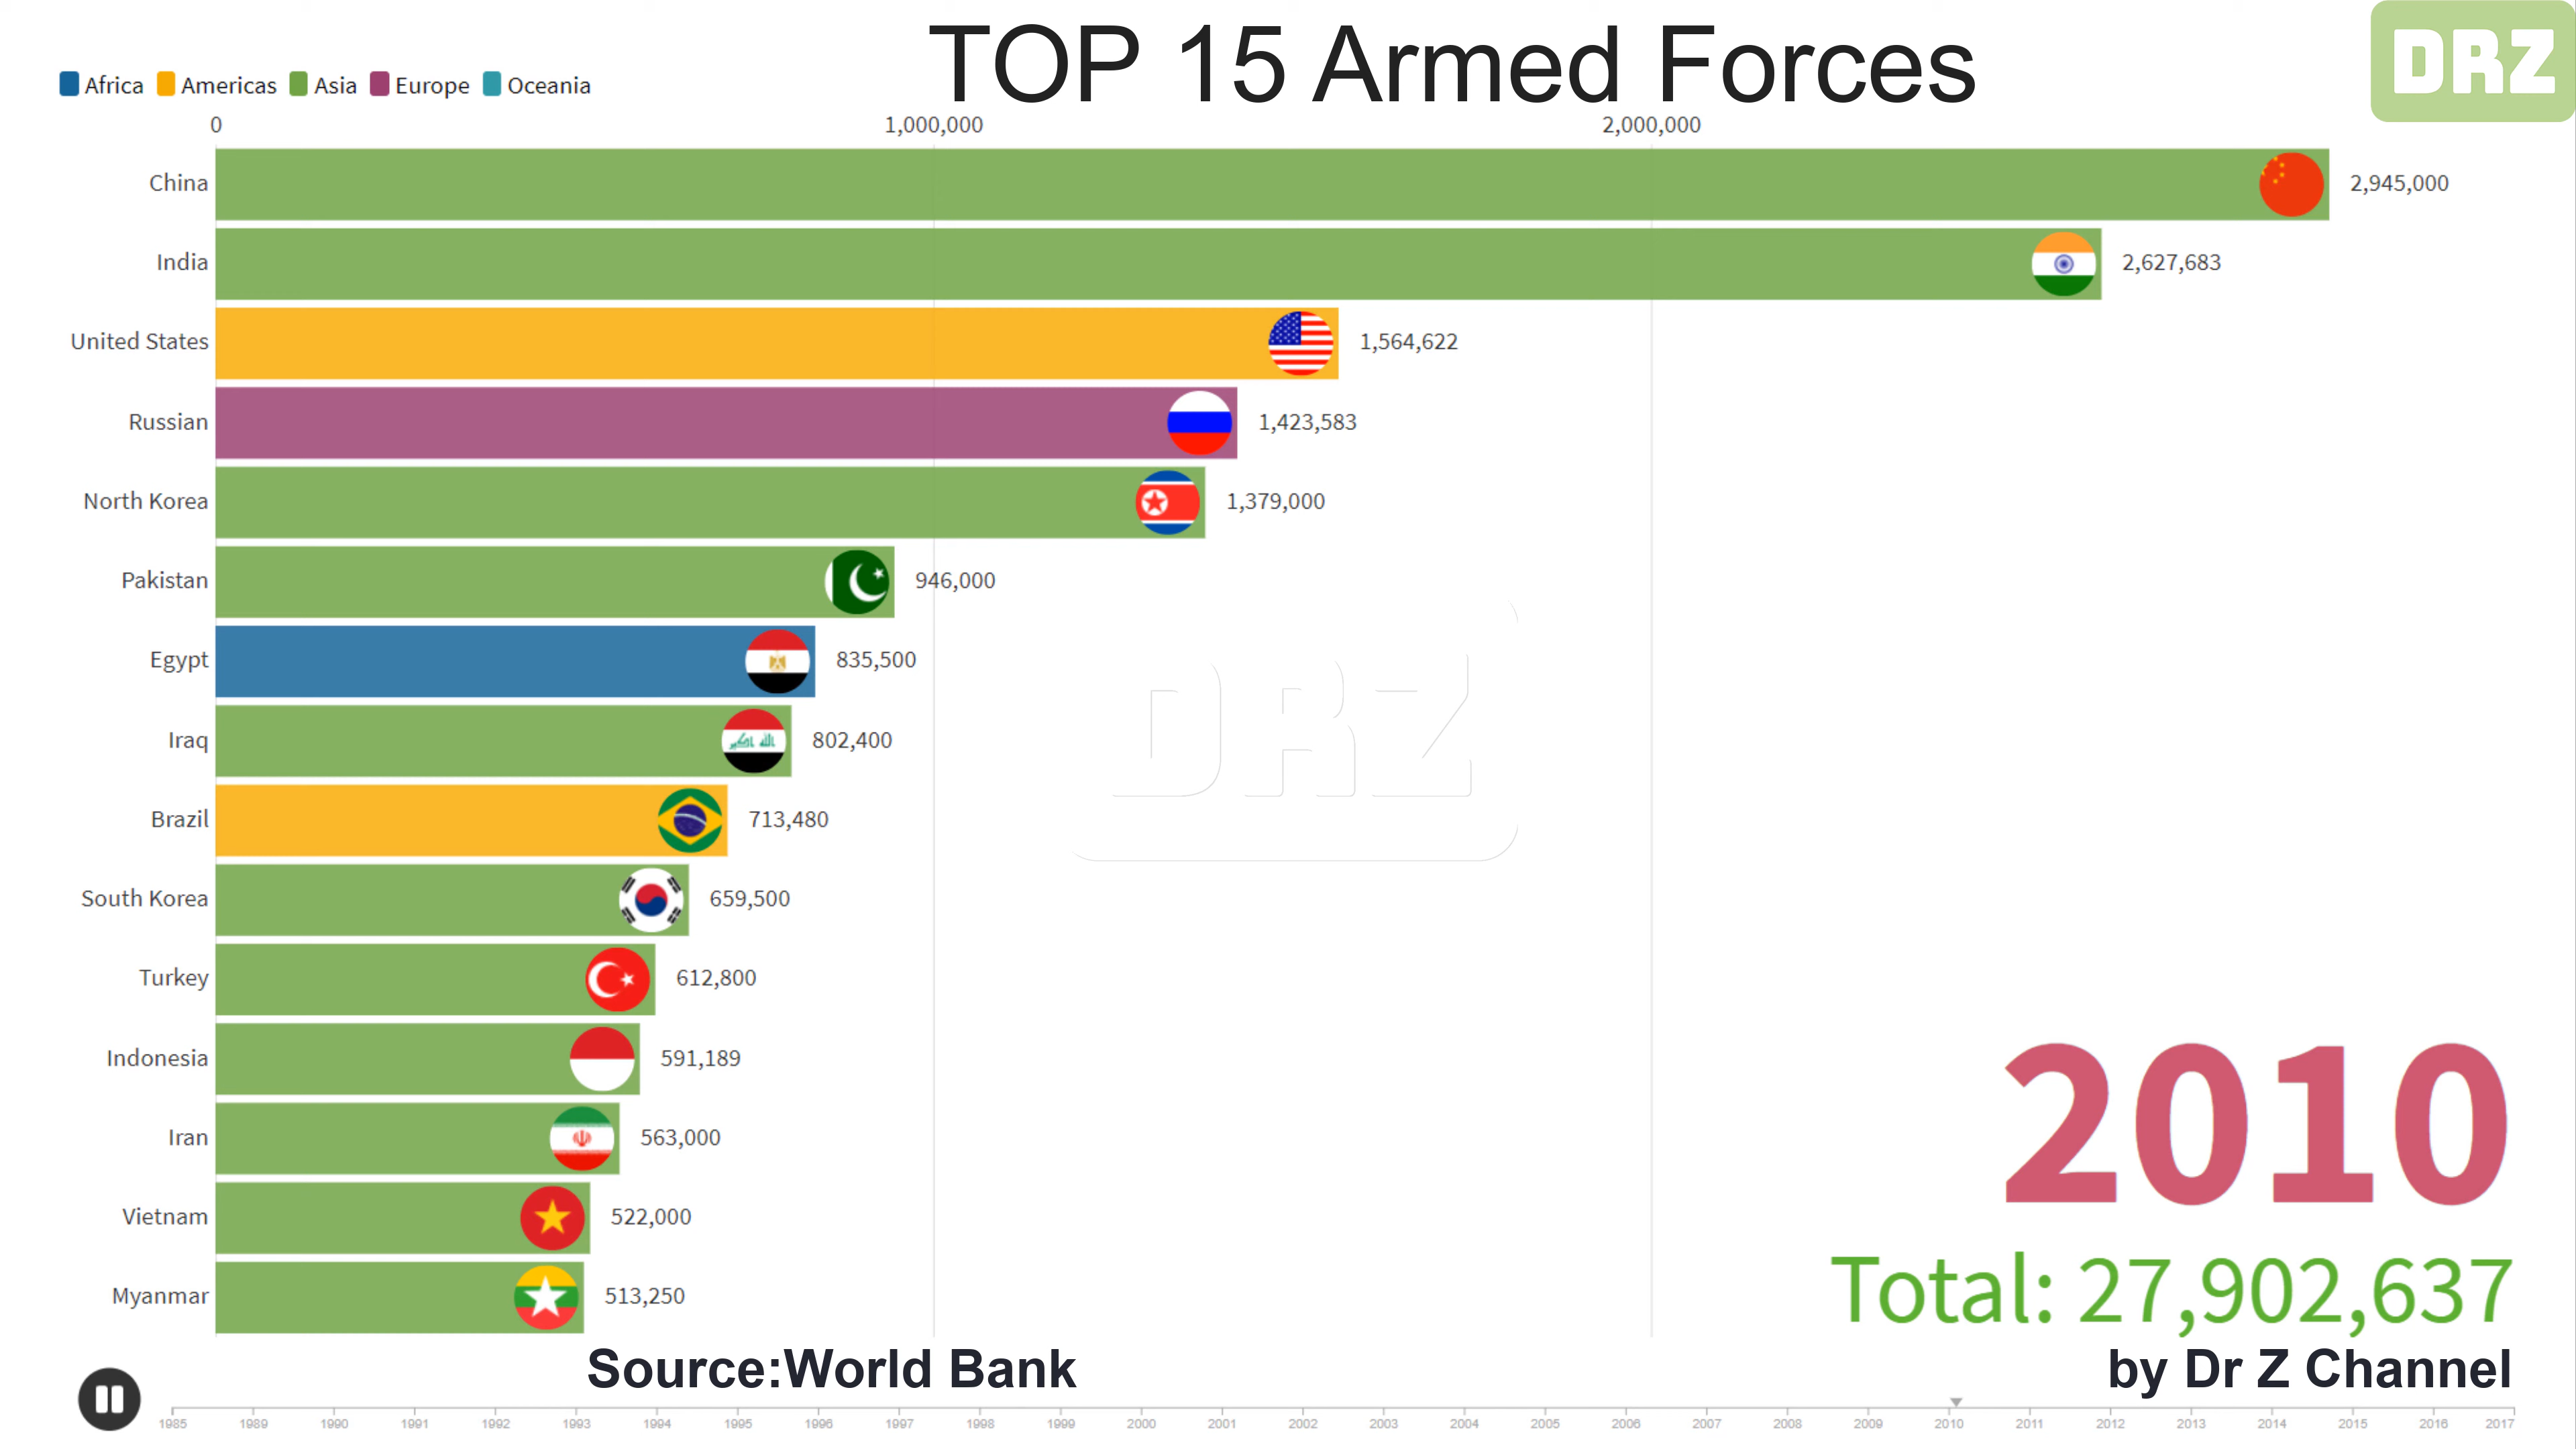 TOP 15 Armed Forces
DRZ
Africa Americas Asia Europe Oceania
0 1,000,000 2,000,000
China 2,945,000
India 2,627,683
United States 1,564,622
Russian 1,423,583
North Korea 1,379,000
Pakistan 946,000
Egypt 835,500
Iraq 802,400
Brazil 713,480
South Korea 659,500
Turkey 612,800
Indonesia 591,189
Iran 563,000
Vietnam 522,000
Myanmar 513,250
DRZ
2010
Total: 27,902,637
Source:World Bank
by Dr Z Channel
1985 1989 1990 1991 1992 1993 1994 1995 1996 1997 1998 1999 2000 2001 2002 2003 2004 2005 2006 2007 2008 2009 2010 2011 2012 2013 2014 2015 2016 2017